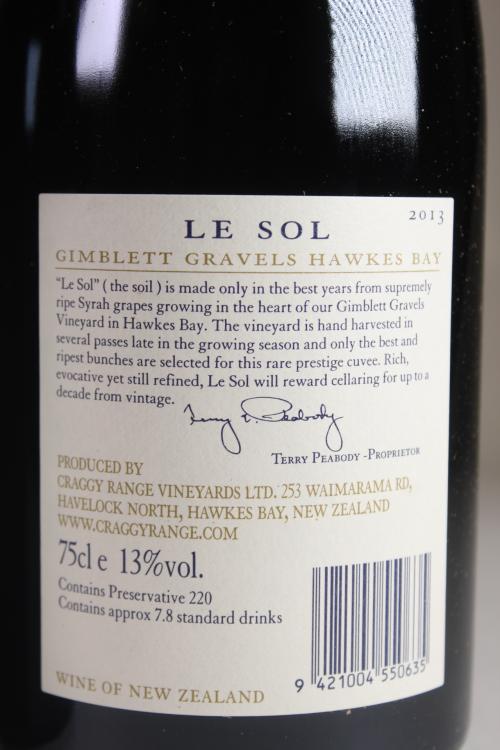 2013
LE SOL
GIMBLETT GRAVELS HAWKES BAY
"Le Sol" ( the soil ) is made only in the best years from supremely
ripe Syrah grapes growing in the heart of our Gimblett Gravels
Vineyard in Hawkes Bay. The vineyard is hand harvested in
several passes late in the growing season and only the best and
ripest bunches are selected for this rare prestige cuvee. Rich,
evocative yet still refined, Le Sol will reward cellaring for up to a
decade from vintage.
Terry E. Peabody
TERRY PEABODY -PROPRIETOR
PRODUCED BY
CRAGGY RANGE VINEYARDS LTD. 253 WAIMARAMA RD,
HAVELOCK NORTH, HAWKES BAY, NEW ZEALAND
WWW.CRAGGYRANGE.COM
75cl e 13%vol.
Contains Preservative 220
Contains approx 7.8 standard drinks
WINE OF NEW ZEALAND
9 421004 550635